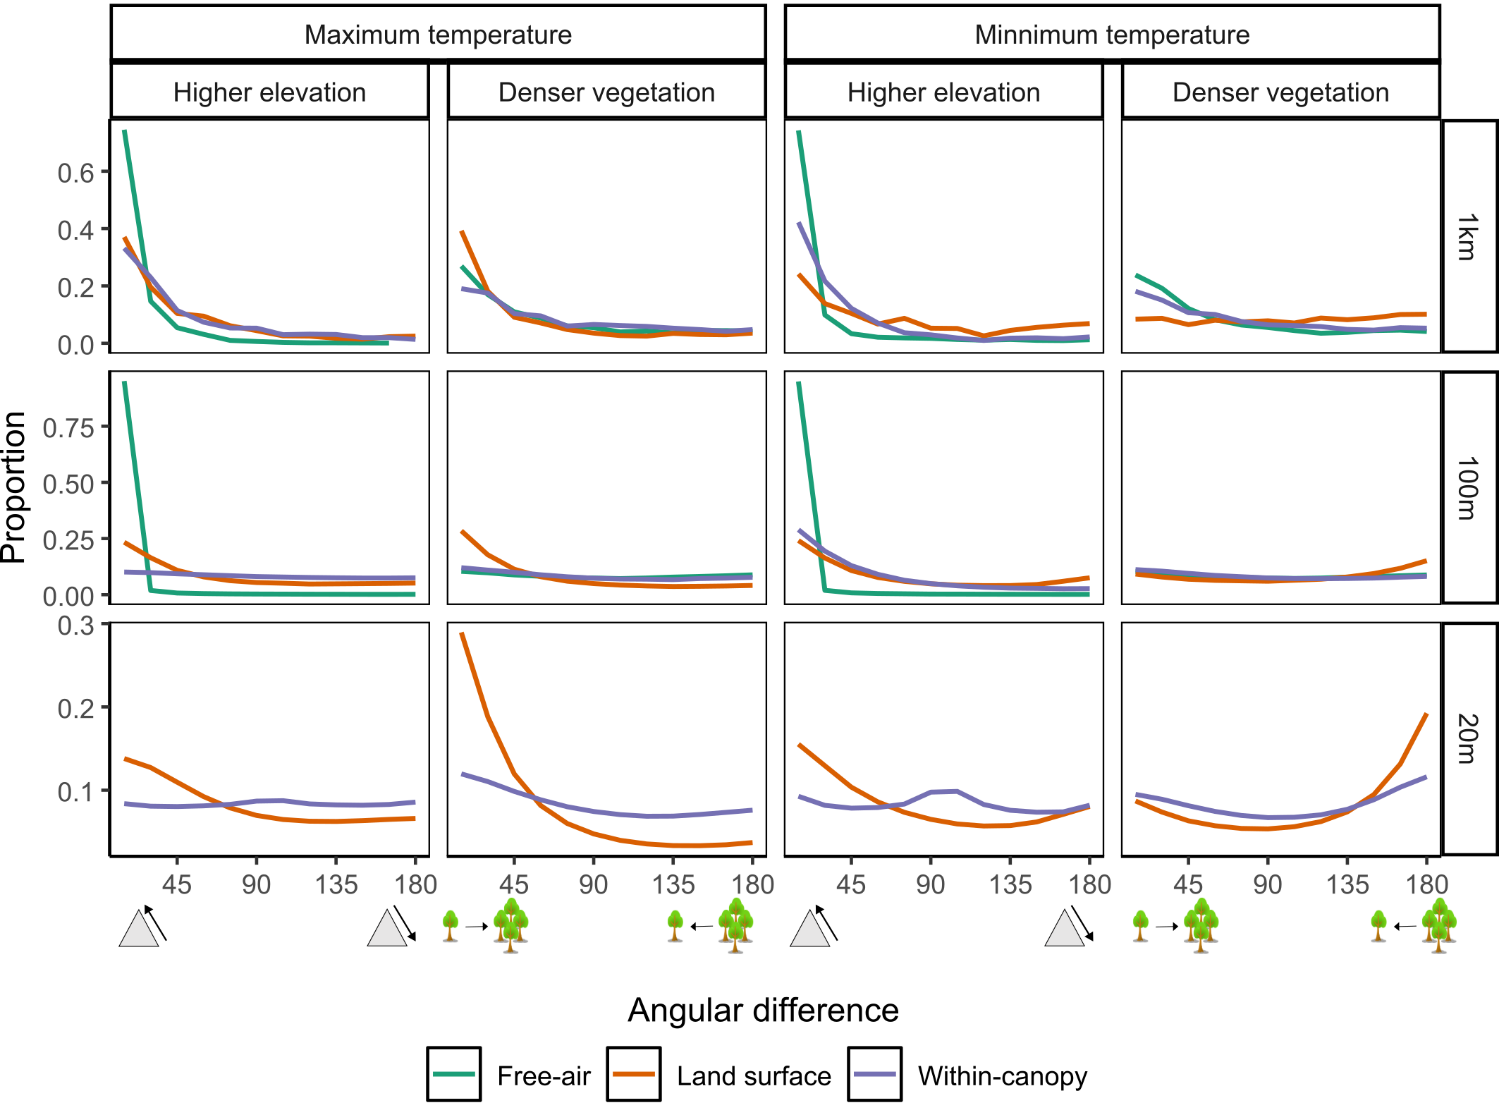 Maximum temperature
Minnimum temperature
Higher elevation
Denser vegetation
Higher elevation
Denser vegetation
0.6
0.4
0.2
0.0
1km
0.75
0.50
0.25
0.00
100m
0.3
0.2
0.1
20m
Proportion
45 90 135 180
45 90 135 180
45 90 135 180
45 90 135 180
Angular difference
Free-air
Land surface
Within-canopy